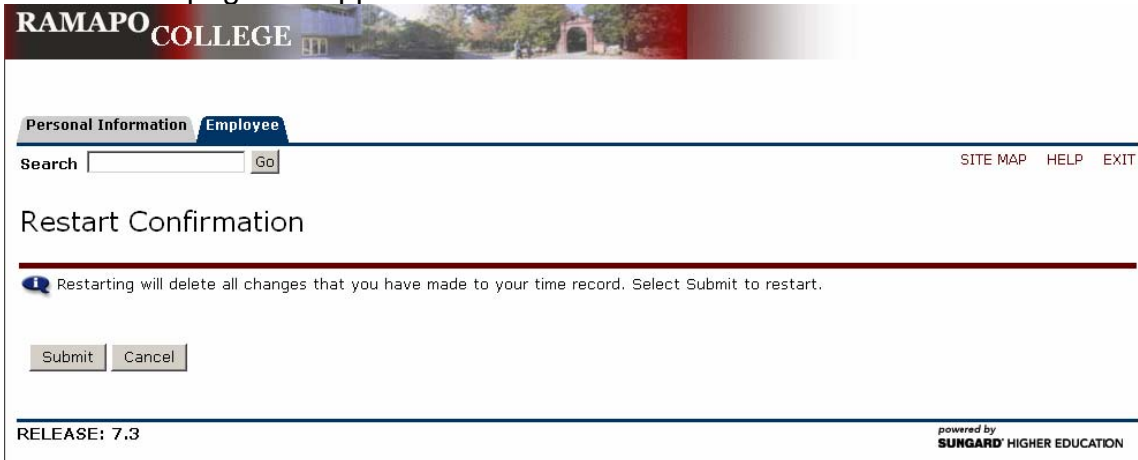 RAMAPO COLLEGE
Personal Information Employee
Search Go SITE MAP HELP EXIT
Restart Confirmation
Restarting will delete all changes that you have made to your time record. Select Submit to restart.
Submit Cancel
RELEASE: 7.3 powered by
SUNGARD' HIGHER EDUCATION